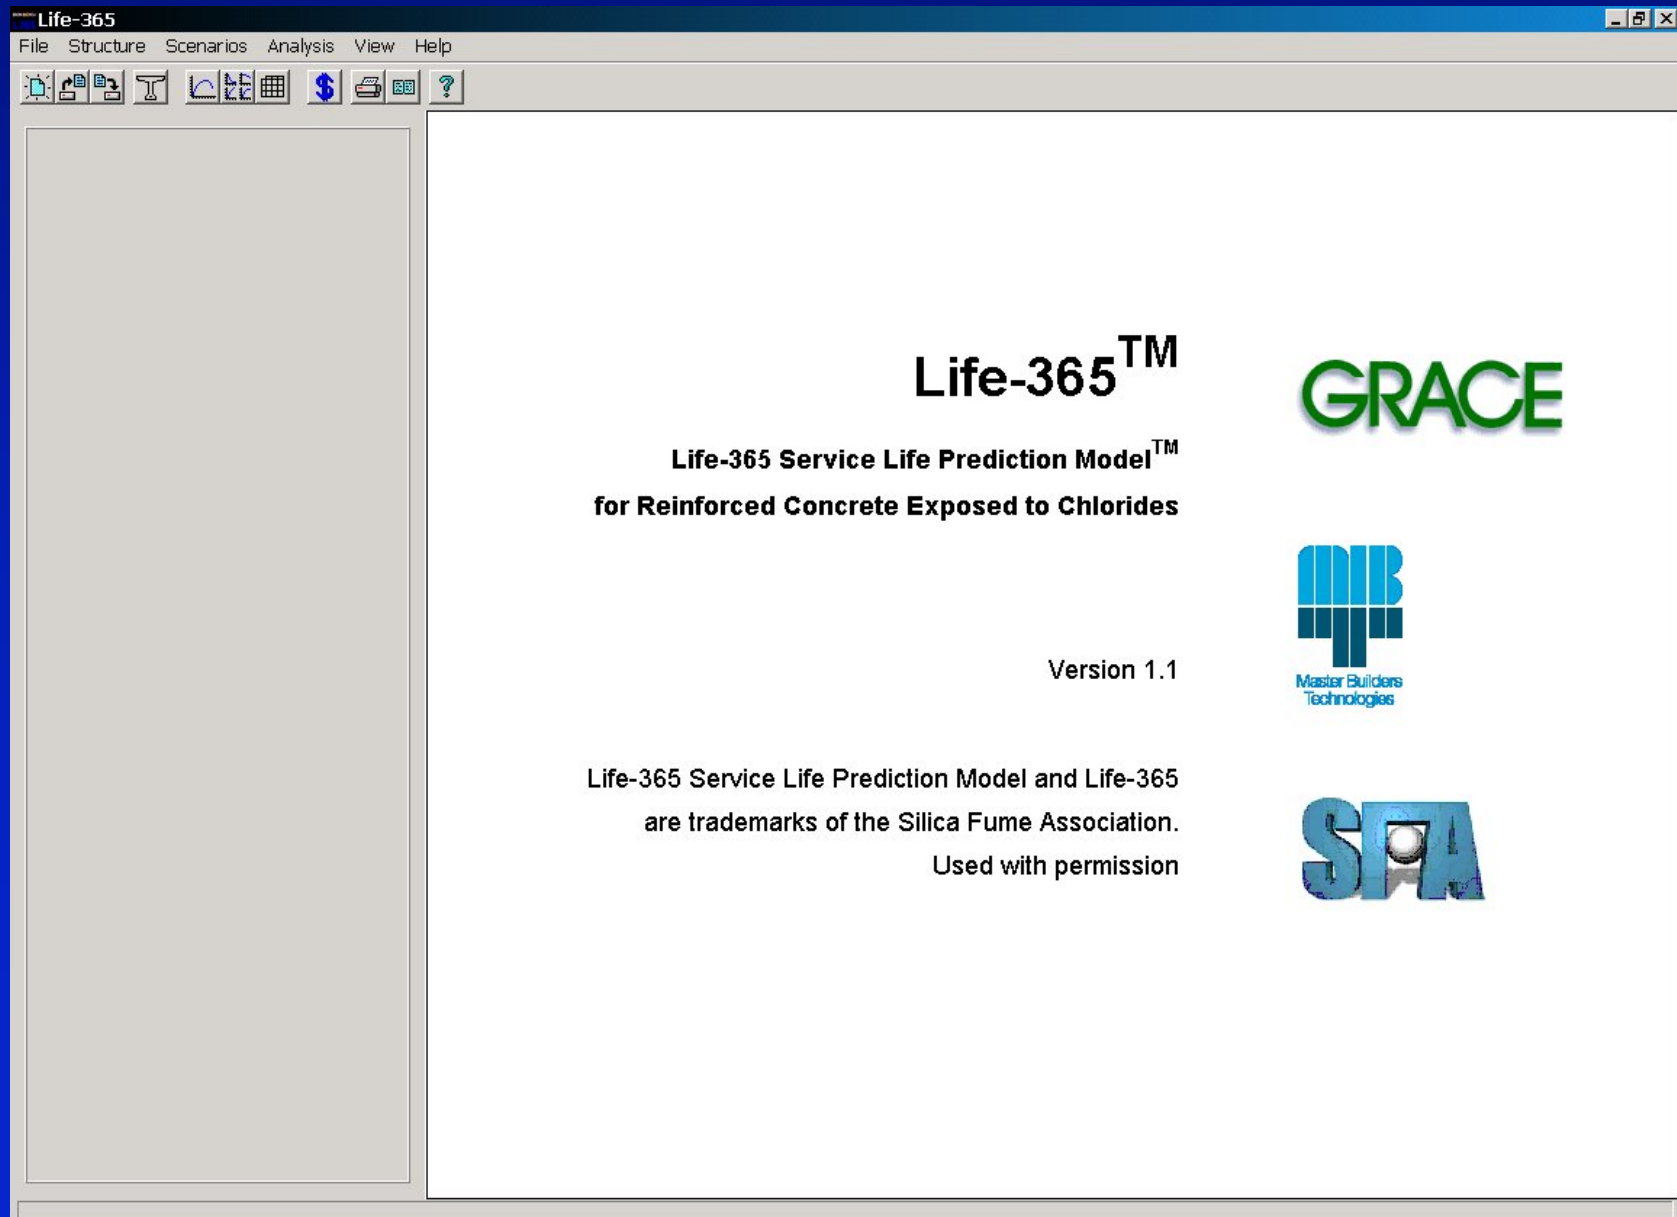 Life-365
File Structure Scenarios Analysis View Help
$ ?
Life-365TM
Life-365 Service Life Prediction ModelTM
for Reinforced Concrete Exposed to Chlorides
Version 1.1
Life-365 Service Life Prediction Model and Life-365
are trademarks of the Silica Fume Association.
Used with permission
GRACE
MB
Master Builders
Technologies
SFA